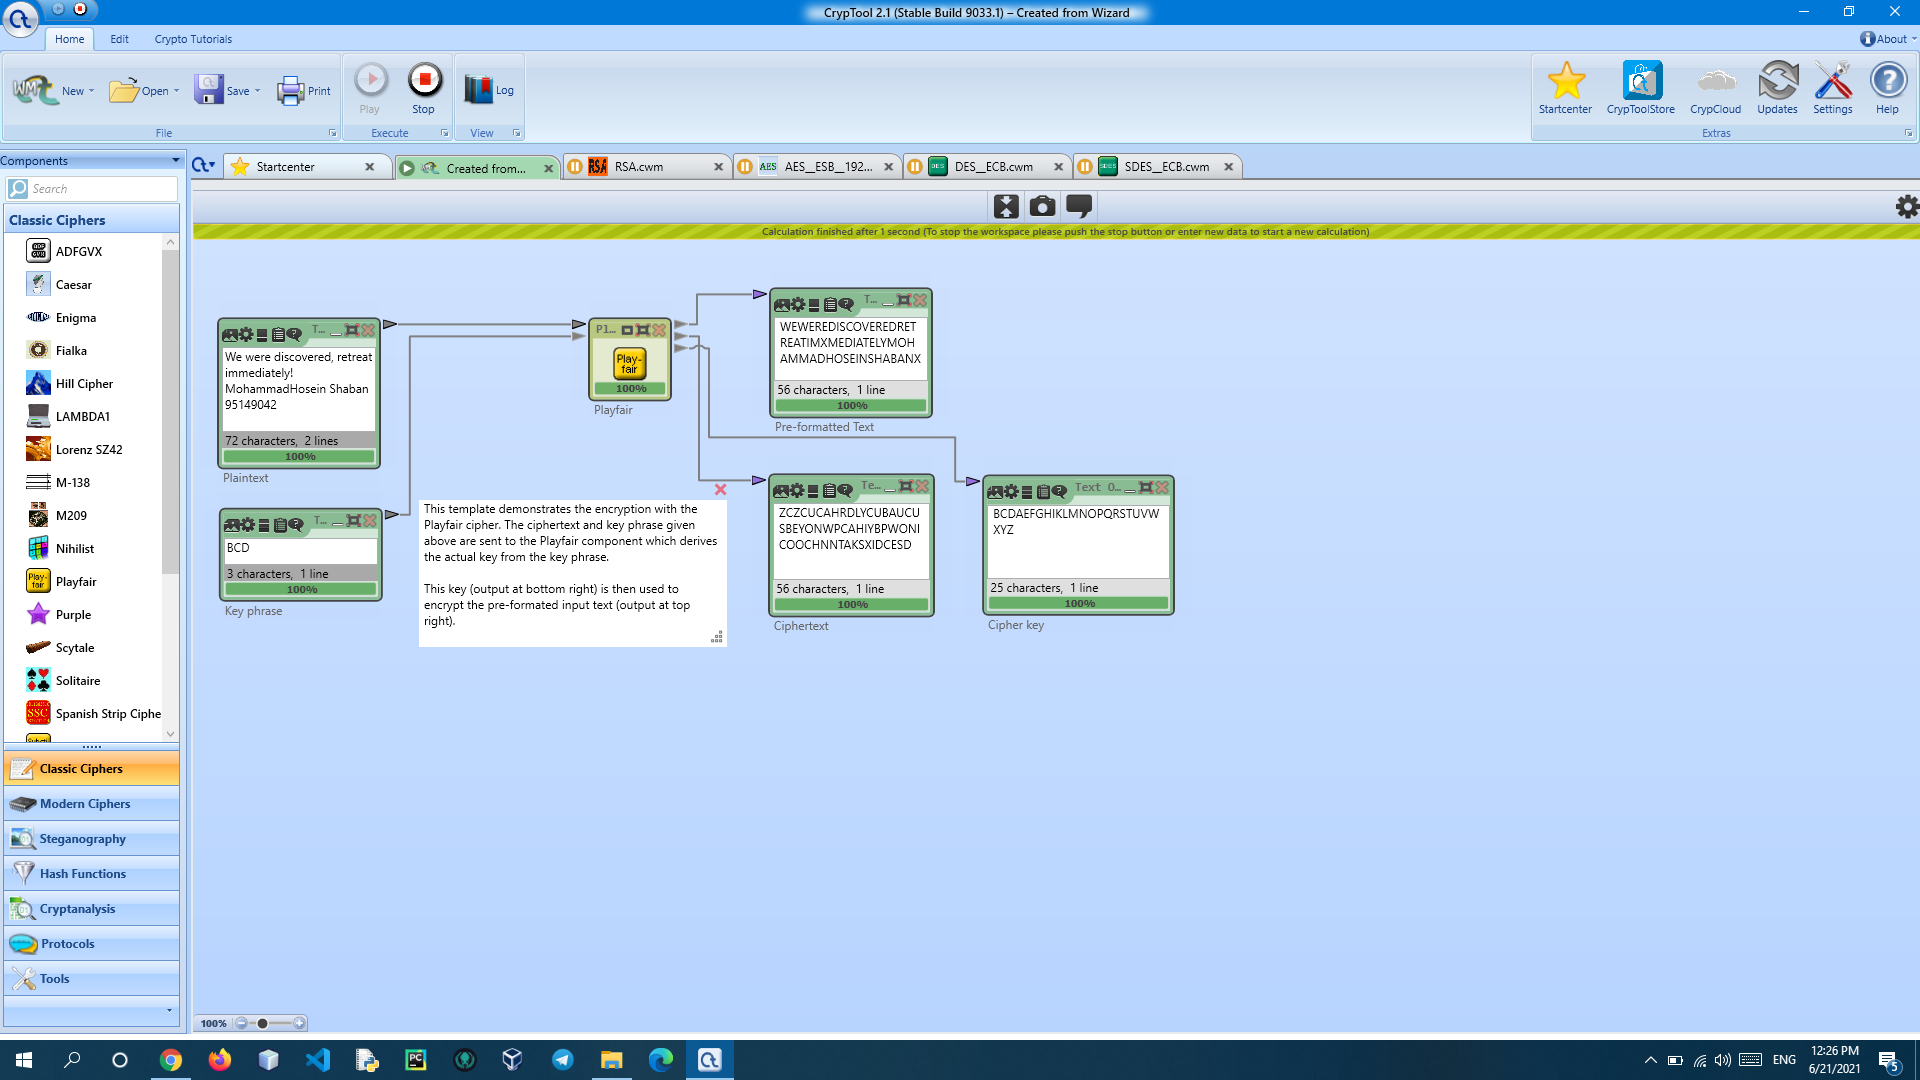 CrypTool 2.1 (Stable Build 9033.1) – Created from Wizard
Home
Edit
Crypto Tutorials
About
New
Open
Save
Print
Play
Stop
Log
Startcenter
CrypToolStore
CrypCloud
Updates
Settings
Help
File
Execute
View
Extras
Components
Startcenter
Created from...
RSA
RSA.cwm
AES
AES__ESB__192...
DES
DES__ECB.cwm
SDES
SDES__ECB.cwm
Search
Classic Ciphers
Calculation finished after 1 second (To stop the workspace please push the stop button or enter new data to start a new calculation)
ADFGVX
Caesar
Enigma
Fialka
Hill Cipher
LAMBDA1
Lorenz SZ42
M-138
M209
Nihilist
Playfair
Purple
Scytale
Solitaire
SSC
Spanish Strip Ciphe
Classic Ciphers
Modern Ciphers
Steganography
Hash Functions
Cryptanalysis
Protocols
Tools
T...
We were discovered, retreat
immediately!
MohammadHosein Shaban
95149042
72 characters, 2 lines
100%
Plaintext
T...
BCD
3 characters, 1 line
100%
Key phrase
Pl...
Play-
fair
100%
Playfair
T...
WEWEREDISCOVEREDRET
REATIMXMEDIATELYMOH
AMMADHOSEINSHABANX
56 characters, 1 line
100%
Pre-formatted Text
This template demonstrates the encryption with the
Playfair cipher. The ciphertext and key phrase given
above are sent to the Playfair component which derives
the actual key from the key phrase.
This key (output at bottom right) is then used to
encrypt the pre-formated input text (output at top
right).
Te...
ZCZCUCAHRDLYCUBAUCU
SBEYONWPCAHIYBPWONI
COOCHNNTAKSXIDCESD
56 characters, 1 line
100%
Ciphertext
Text O...
BCDAEFGHIKLMNOPQRSTUVW
XYZ
25 characters, 1 line
100%
Cipher key
100%
ENG
12:26 PM
6/21/2021
5